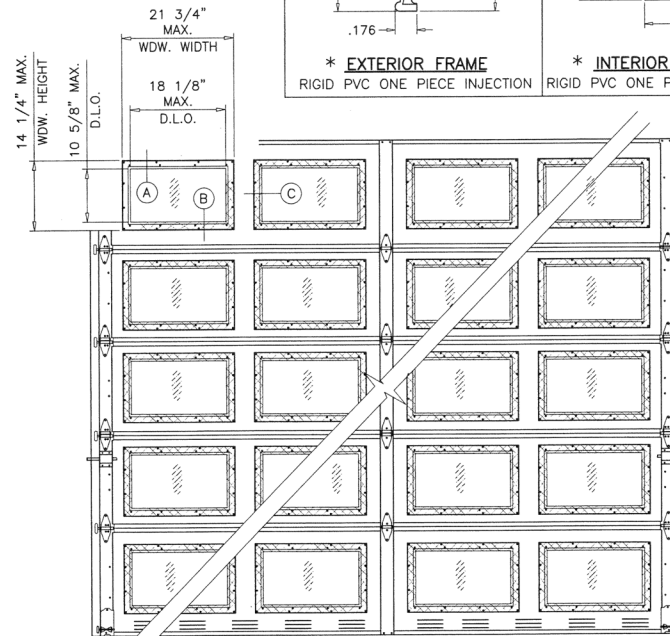 21 3/4"
MAX.
WDW. WIDTH
18 1/8"
MAX.
D.L.O.
14 1/4" MAX.
WDW. HEIGHT
10 5/8" MAX.
D.L.O.
.176
* EXTERIOR FRAME
RIGID PVC ONE PIECE INJECTION
* INTERIOR
RIGID PVC ONE P
A
B
C